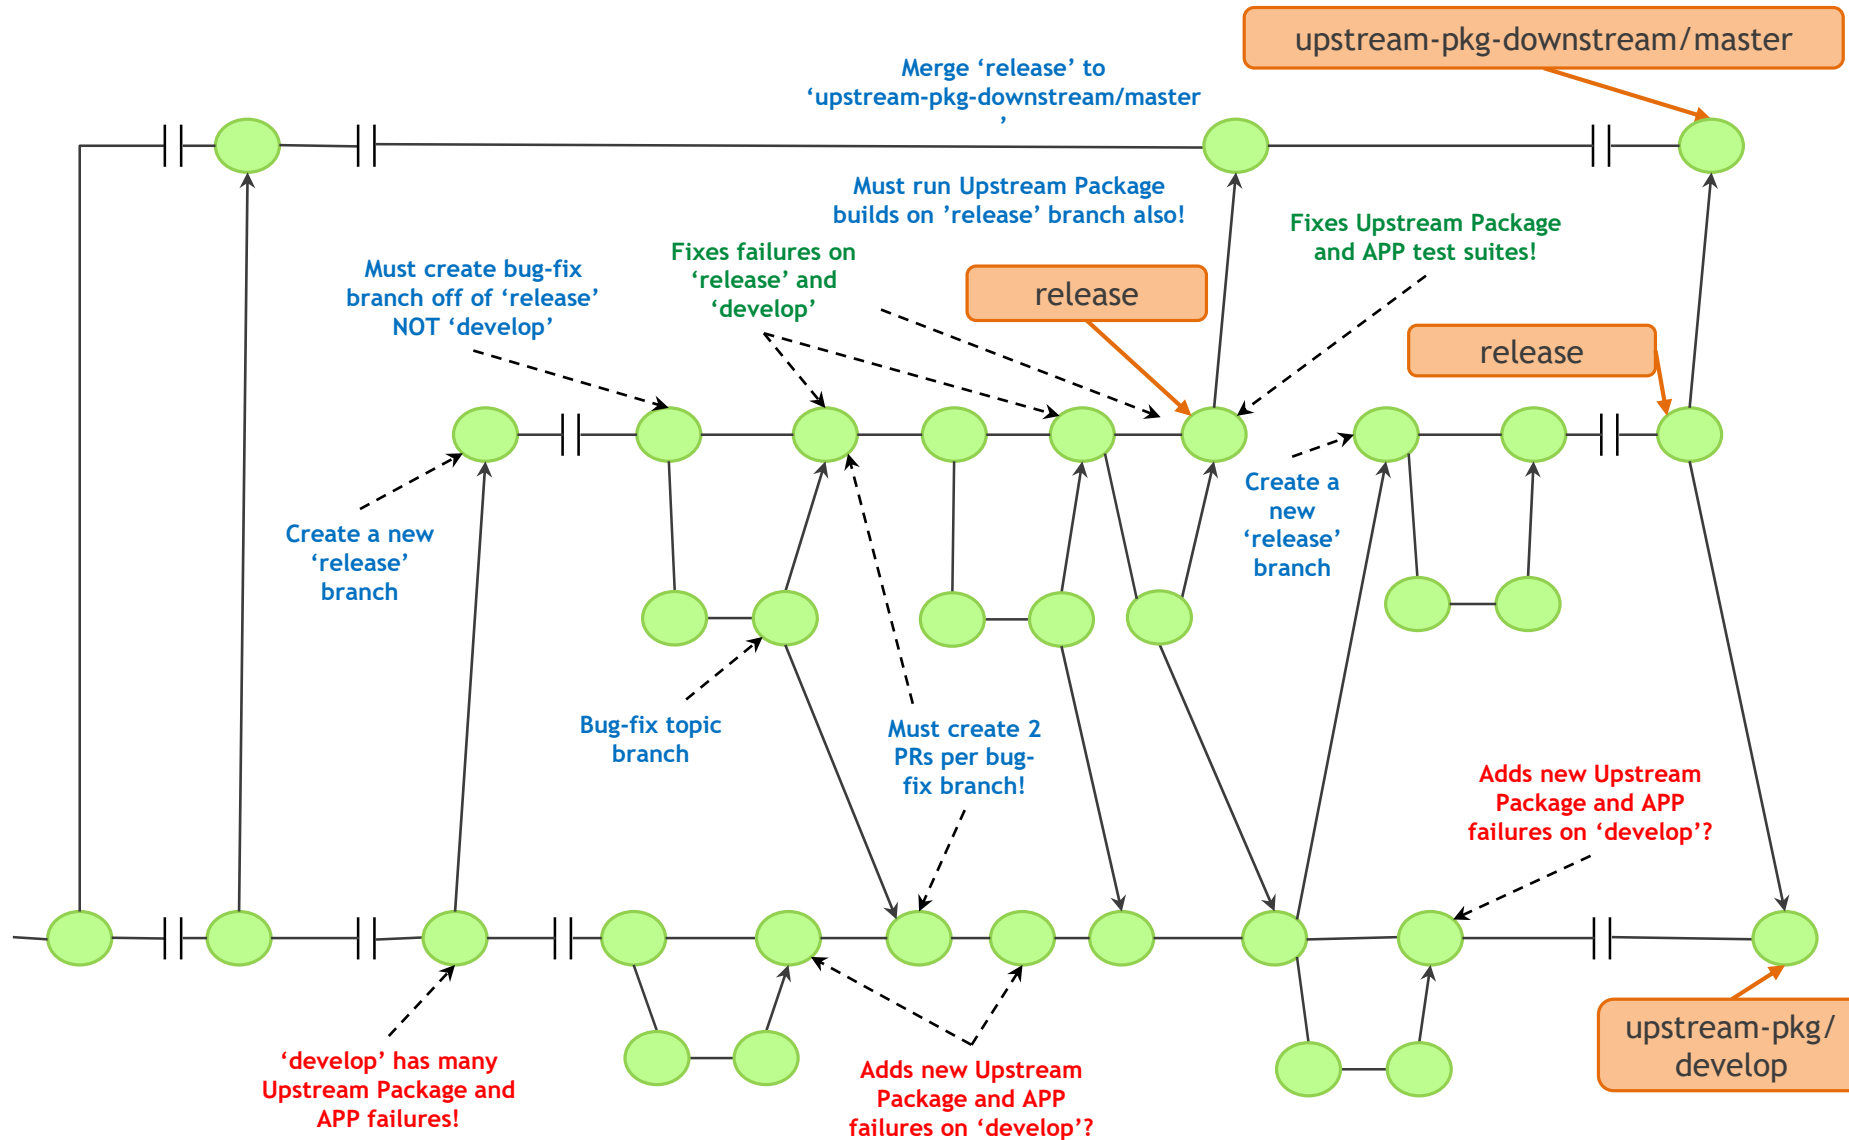 upstream-pkg-downstream/master
Merge ‘release’ to
‘upstream-pkg-downstream/master
’
Must run Upstream Package
builds on ’release’ branch also!
Fixes Upstream Package
and APP test suites!
Fixes failures on
‘release’ and
‘develop’
Must create bug-fix
branch off of ‘release’
NOT ‘develop’
release
release
Create a new
‘release’
branch
Create a
new
‘release’
branch
Bug-fix topic
branch
Must create 2
PRs per bug-
fix branch!
Adds new Upstream
Package and APP
failures on ‘develop’?
upstream-pkg/
develop
‘develop’ has many
Upstream Package and
APP failures!
Adds new Upstream
Package and APP
failures on ‘develop’?